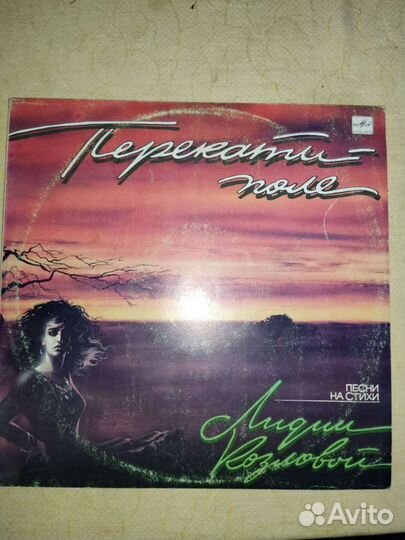 Перекати-
поле
ПЕСНИ
НА СТИХИ
Лидии
Козловой
Avito